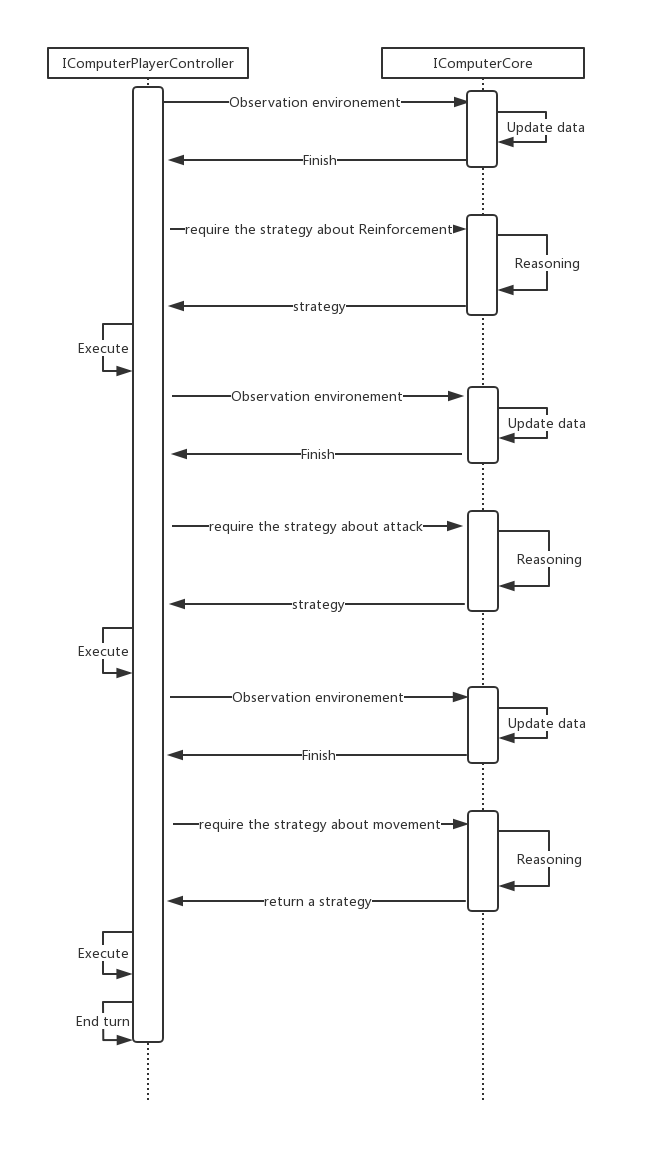 IComputerPlayerController
IComputerCore
Observation environement
Update data
Finish
require the strategy about Reinforcement
Reasoning
strategy
Execute
Observation environement
Update data
Finish
require the strategy about attack
Reasoning
strategy
Execute
Observation environement
Update data
Finish
require the strategy about movement
Reasoning
return a strategy
Execute
End turn